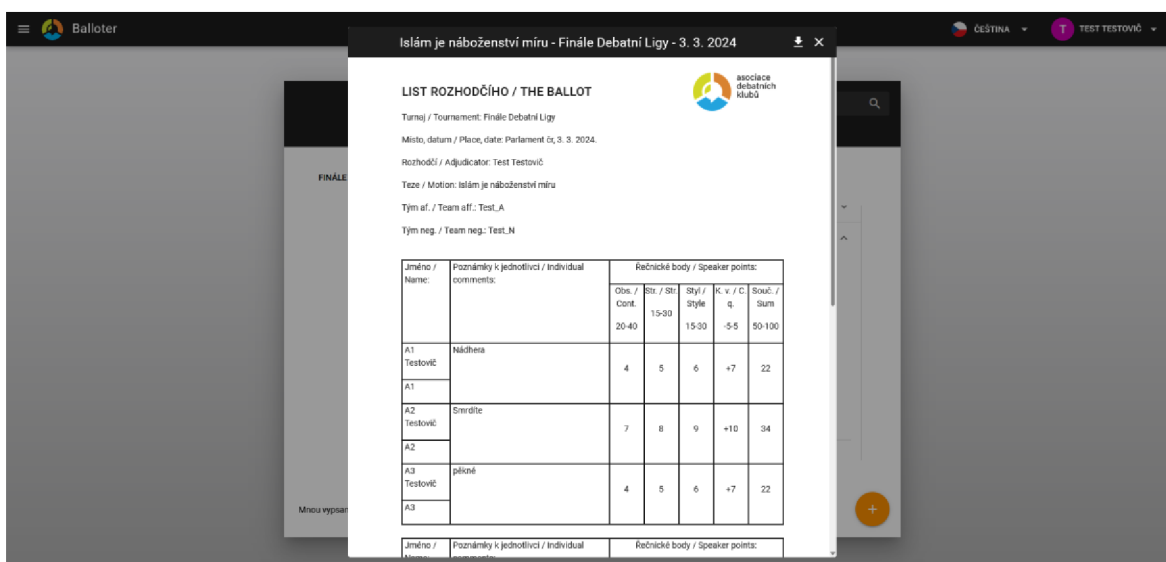 Balloter
ČEŠTINA
T
TEST TESTOVIČ
Islám je náboženství míru - Finále Debatní Ligy - 3. 3. 2024
LIST ROZHODČÍHO / THE BALLOT
asociace
debatních
klubů
Turnaj / Tournament: Finále Debatní Ligy
Místo, datum / Place, date: Parlament čr, 3. 3. 2024.
Rozhodčí / Adjudicator: Test Testovič
Teze / Motion: Islám je náboženství míru
Tým af. / Team aff.: Test_A
Tým neg. / Team neg.: Test_N
FINÁLE
Jméno /
Name:
Poznámky k jednotlivci / Individual
comments:
Řečnické body / Speaker points:
Obs. /
Cont.
20-40
Str. / Str.
15-30
Styl /
Style
15-30
K. v. / C.
q.
-5-5
Souč. /
Sum
50-100
A1
Testovič
A1
Nádhera
4 5 6 +7 22
A2
Testovič
A2
Smrdíte
7 8 9 +10 34
A3
Testovič
A3
pěkné
4 5 6 +7 22
Mnou vypsan
+
Jméno /
Poznámky k jednotlivci / Individual
Řečnické body / Speaker points: